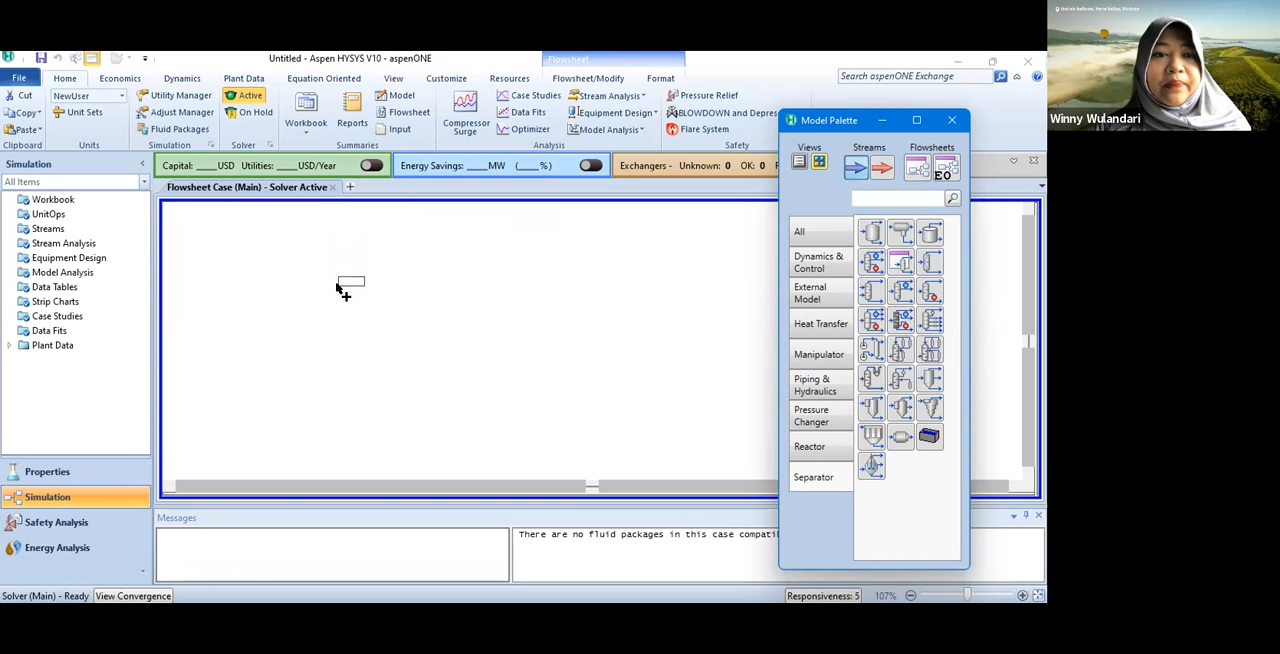 Hot air balloon, Yarra Valley, Victoria
Winny Wulandari
Untitled - Aspen HYSYS V10 - aspenONE
Flowsheet
File Home Economics Dynamics Plant Data Equation Oriented View Customize Resources Flowsheet/Modify Format
Search aspenONE Exchange
Cut NewUser Utility Manager Active Model Case Studies Stream Analysis Pressure Relief
Copy Unit Sets Adjust Manager On Hold Flowsheet Data Fits Equipment Design BLOWDOWN and Depres
Paste Fluid Packages Workbook Reports Input Compressor Surge Optimizer Model Analysis Flare System
Clipboard Units Simulation Solver Summaries Analysis Safety
Simulation
Capital: ____USD Utilities: ____USD/Year
Energy Savings: ____MW (____%)
Exchangers - Unknown: 0 OK: 0
All Items
Flowsheet Case (Main) - Solver Active
Workbook
UnitOps
Streams
Stream Analysis
Equipment Design
Model Analysis
Data Tables
Strip Charts
Case Studies
Data Fits
Plant Data
Properties
Simulation
Safety Analysis
Energy Analysis
Model Palette
Views Streams Flowsheets
EO
All
Dynamics &
Control
External
Model
Heat Transfer
Manipulator
Piping &
Hydraulics
Pressure
Changer
Reactor
Separator
Messages
There are no fluid packages in this case compati
Solver (Main) - Ready View Convergence
Responsiveness: 5 107%